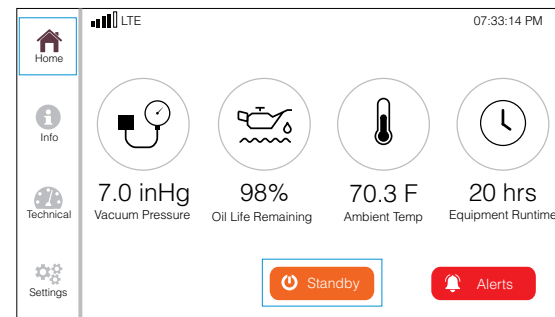 LTE
07:33:14 PM
Home
Info
Technical
Settings
7.0 inHg
98%
70.3 F
20 hrs
Vacuum Pressure
Oil Life Remaining
Ambient Temp
Equipment Runtime
Standby
Alerts